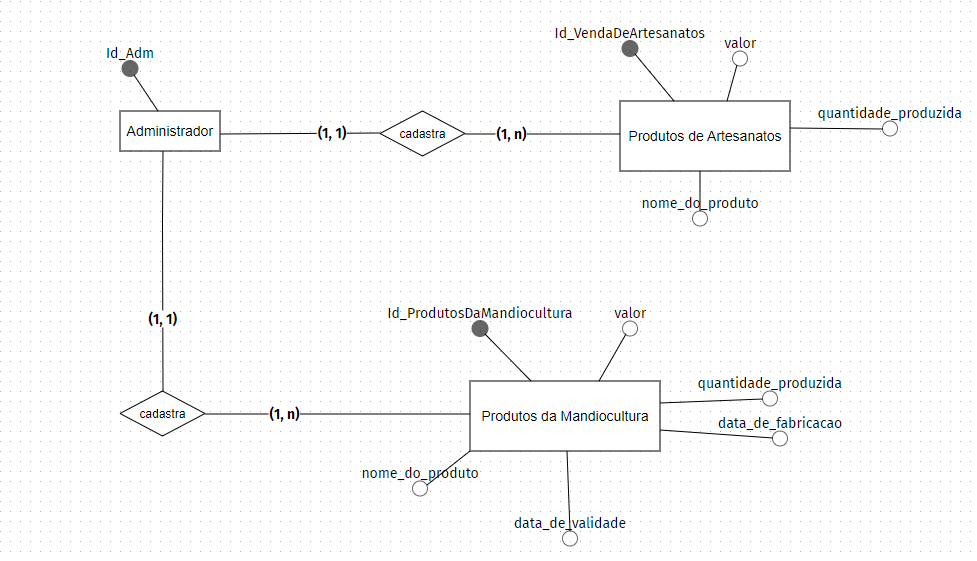 Id_VendaDeArtesanatos
valor
Id_Adm
quantidade_produzida
Administrador
(1, 1)
cadastra
(1, n)
Produtos de Artesanatos
nome_do_produto
Id_ProdutosDaMandiocultura
valor
(1, 1)
quantidade_produzida
data_de_fabricacao
cadastra
(1, n)
Produtos da Mandiocultura
nome_do_produto
data_de_validade